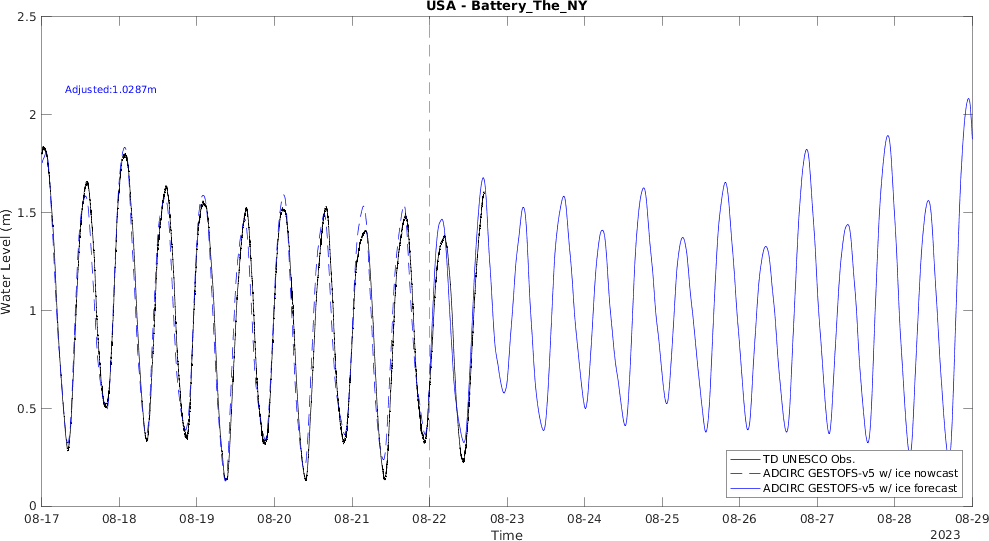 USA - Battery_The_NY
2.5
Adjusted:1.0287m
2
1.5
1
0.5
0
Water Level (m)
TD UNESCO Obs.
ADCIRC GESTOFS-v5 w/ ice nowcast
ADCIRC GESTOFS-v5 w/ ice forecast
08-17 08-18 08-19 08-20 08-21 08-22 08-23 08-24 08-25 08-26 08-27 08-28 08-29
Time
2023